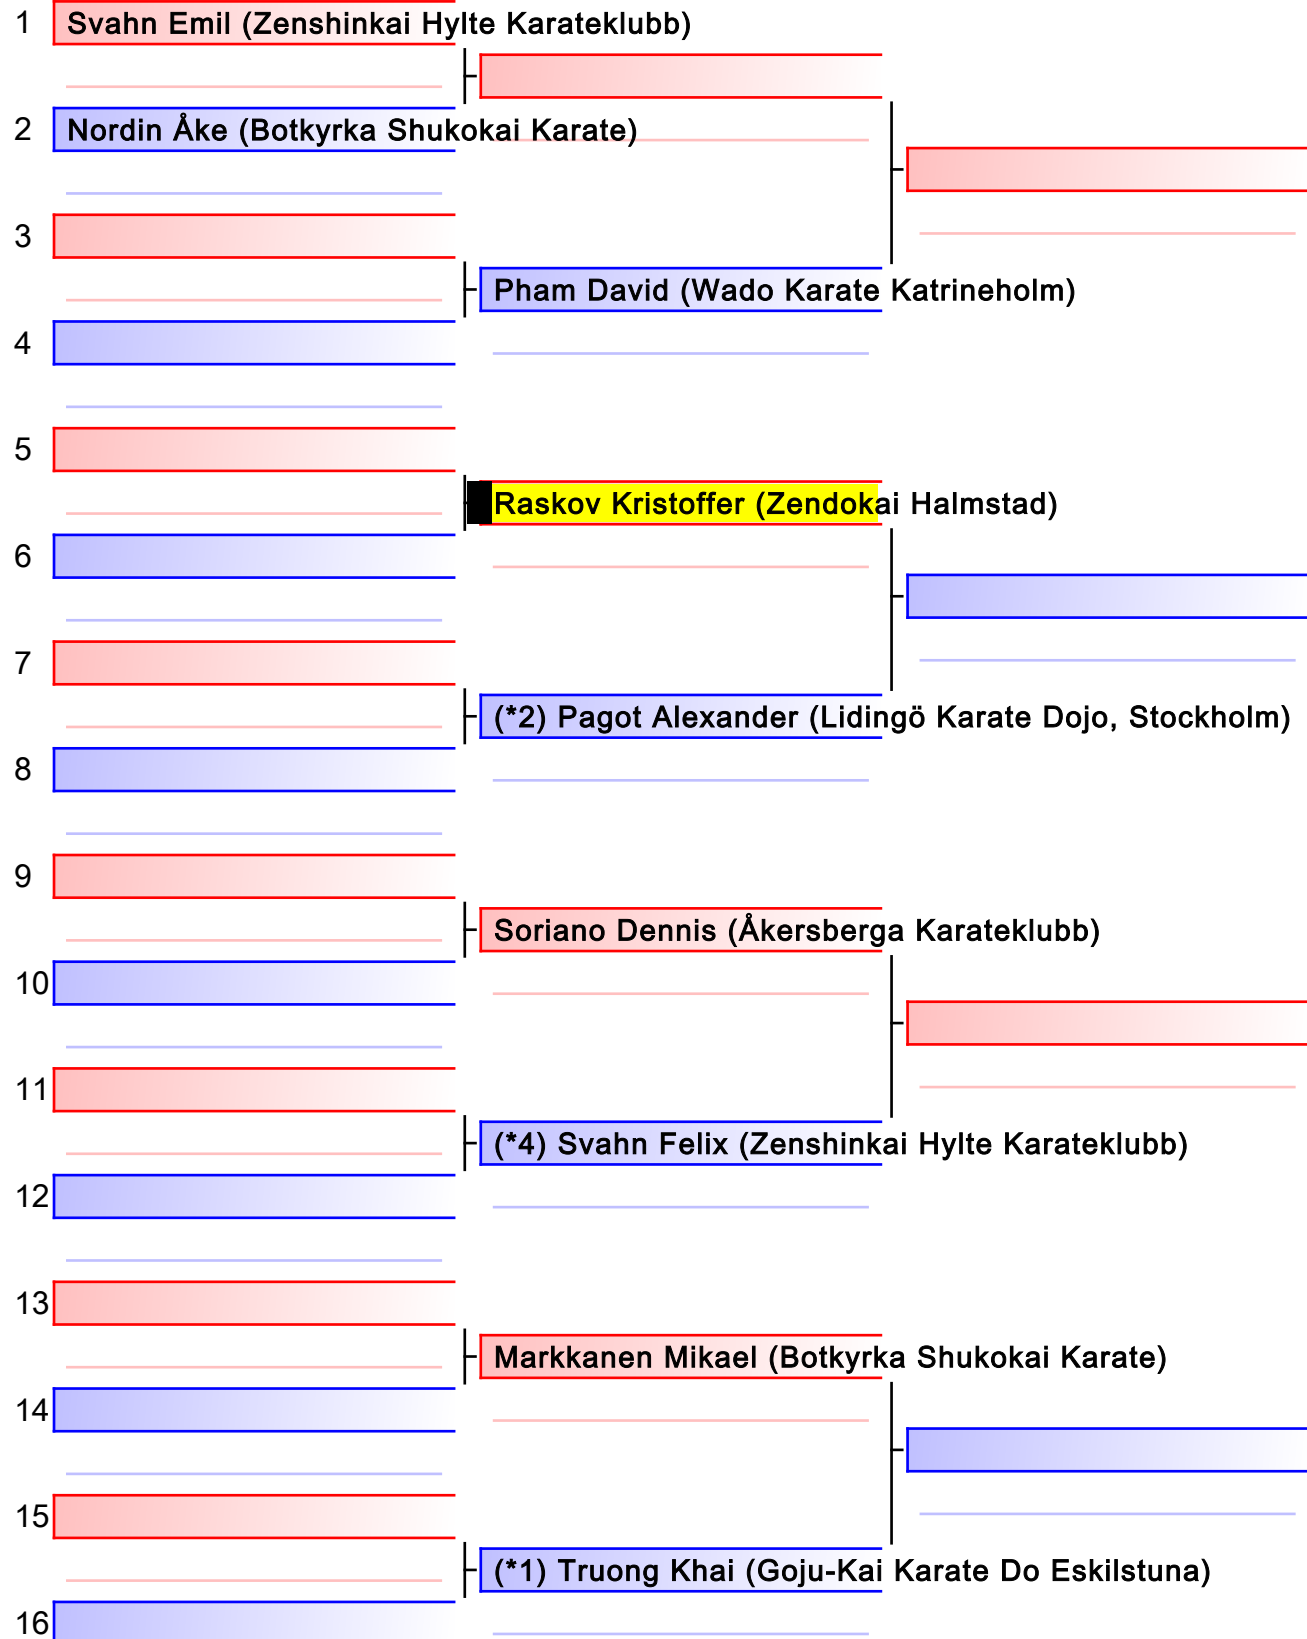 1 Svahn Emil (Zenshinkai Hylte Karateklubb)
2 Nordin Åke (Botkyrka Shukokai Karate)
3
Pham David (Wado Karate Katrineholm)
4
5
Raskov Kristoffer (Zendokai Halmstad)
6
7
(*2) Pagot Alexander (Lidingö Karate Dojo, Stockholm)
8
9
Soriano Dennis (Åkersberga Karateklubb)
10
11
(*4) Svahn Felix (Zenshinkai Hylte Karateklubb)
12
13
Markkanen Mikael (Botkyrka Shukokai Karate)
14
15
(*1) Truong Khai (Goju-Kai Karate Do Eskilstuna)
16